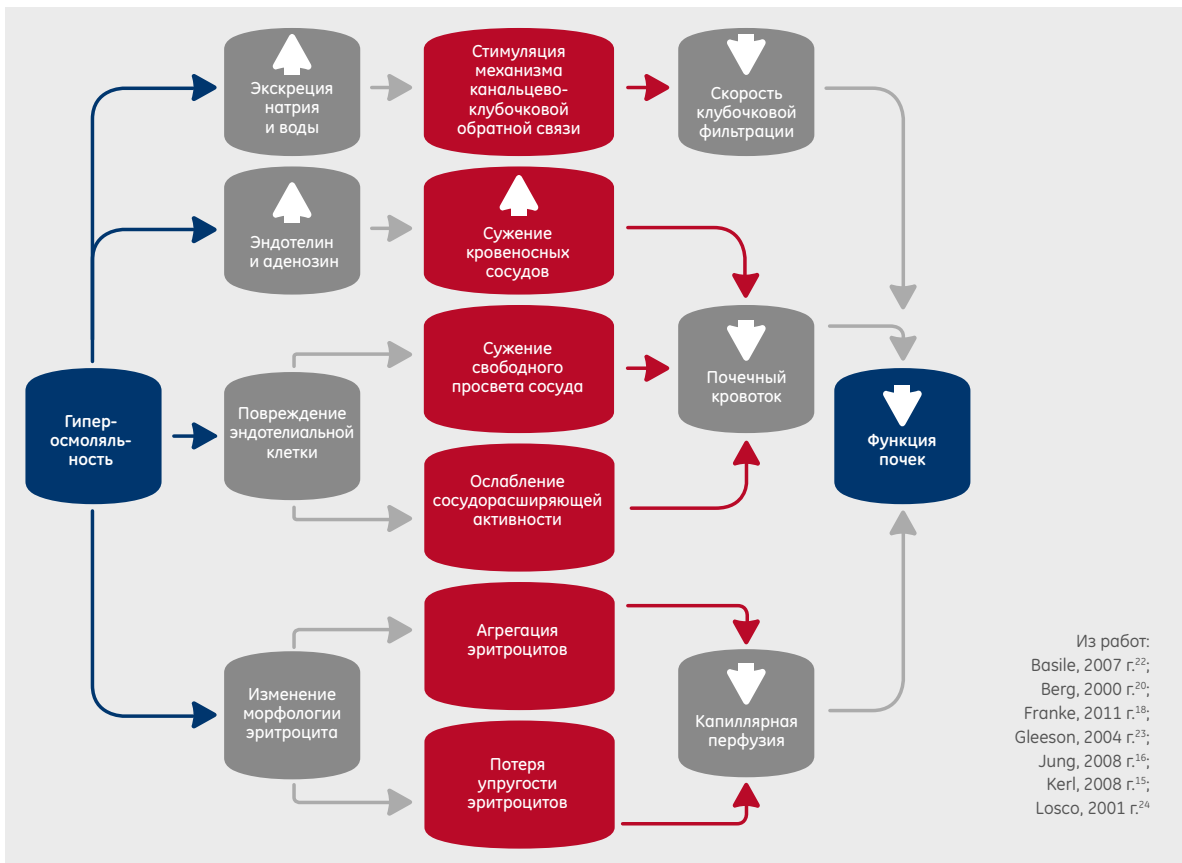 Экскреция
натрия
и воды
Стимуляция
механизма
канальцево-
клубочковой
обратной связи
Скорость
клубочковой
фильтрации
Эндотелин
и аденозин
Сужение
кровеносных
сосудов
Гипер-
осмоляль-
ность
Повреждение
эндотелиальной
клетки
Сужение
свободного
просвета сосуда
Почечный
кровоток
Функция
почек
Ослабление
сосудорасширяющей
активности
Изменение
морфологии
эритроцита
Агрегация
эритроцитов
Капиллярная
перфузия
Потеря
упругости
эритроцитов
Из работ:
Basile, 2007 г.²²;
Berg, 2000 г.²⁰;
Franke, 2011 г.¹⁸;
Gleeson, 2004 г.²³;
Jung, 2008 г.¹⁶;
Kerl, 2008 г.¹⁵;
Losco, 2001 г.²⁴